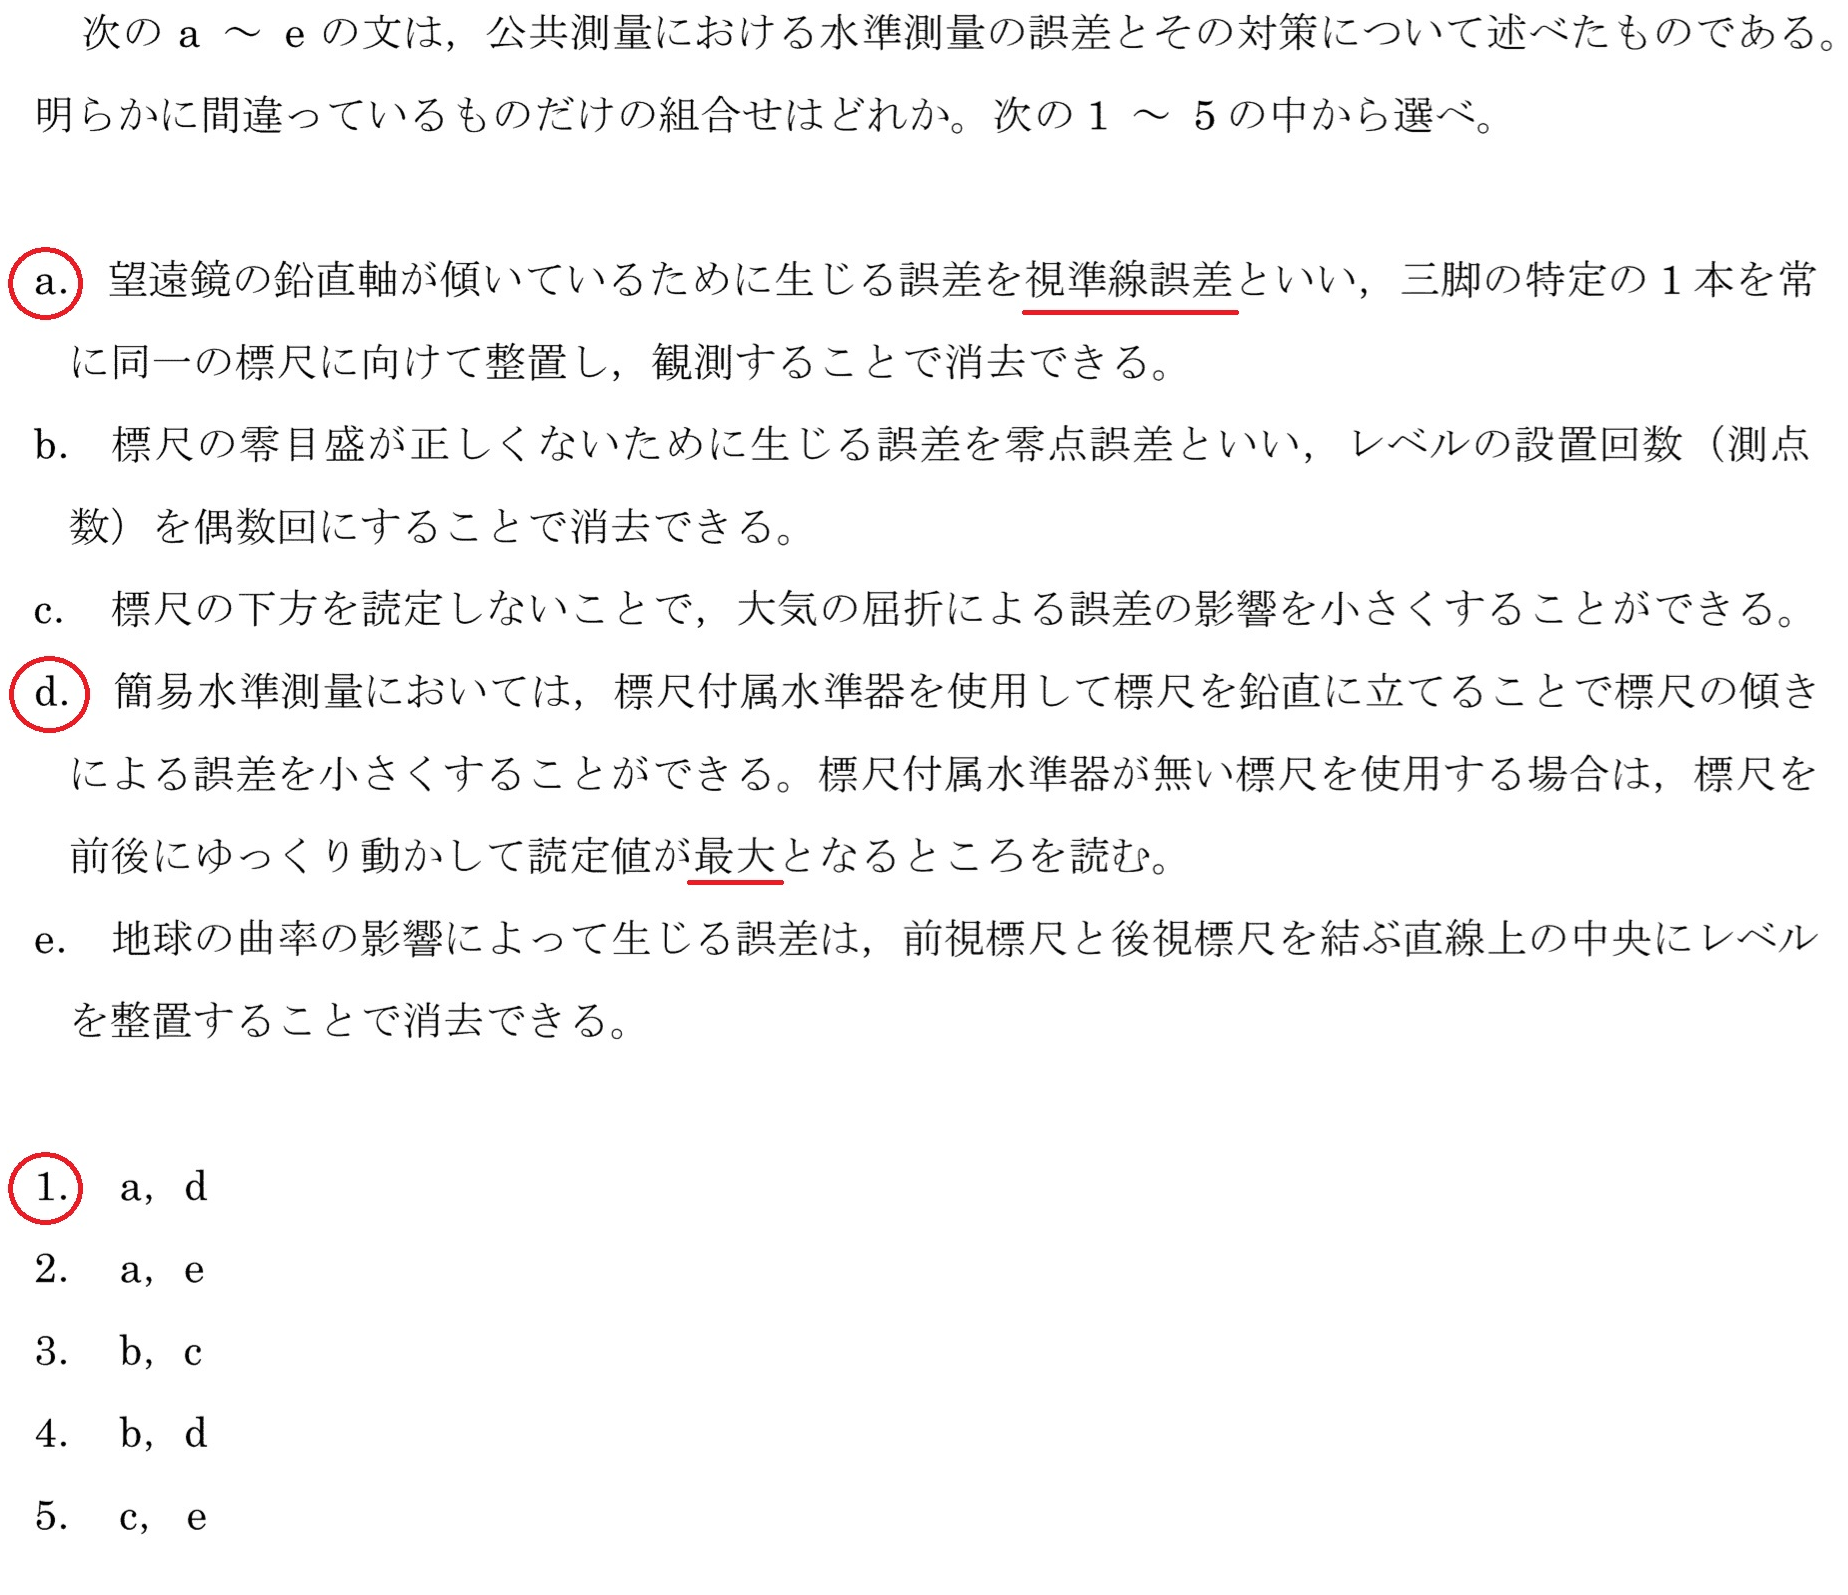 次の a ～ e の文は，公共測量における水準測量の誤差とその対策について述べたものである。
明らかに間違っているものだけの組合せはどれか。次の 1 ～ 5 の中から選べ。
a. 望遠鏡の鉛直軸が傾いているために生じる誤差を視準線誤差といい，三脚の特定の 1 本を常
に同一の標尺に向けて整置し，観測することで消去できる。
b. 標尺の零目盛が正しくないために生じる誤差を零点誤差といい，レベルの設置回数（測点
数）を偶数回にすることで消去できる。
c. 標尺の下方を読定しないことで，大気の屈折による誤差の影響を小さくすることができる。
d. 簡易水準測量においては，標尺付属水準器を使用して標尺を鉛直に立てることで標尺の傾き
による誤差を小さくすることができる。標尺付属水準器が無い標尺を使用する場合は，標尺を
前後にゆっくり動かして読定値が最大となるところを読む。
e. 地球の曲率の影響によって生じる誤差は，前視標尺と後視標尺を結ぶ直線上の中央にレベル
を整置することで消去できる。
1. a，d
2. a，e
3. b，c
4. b，d
5. c，e